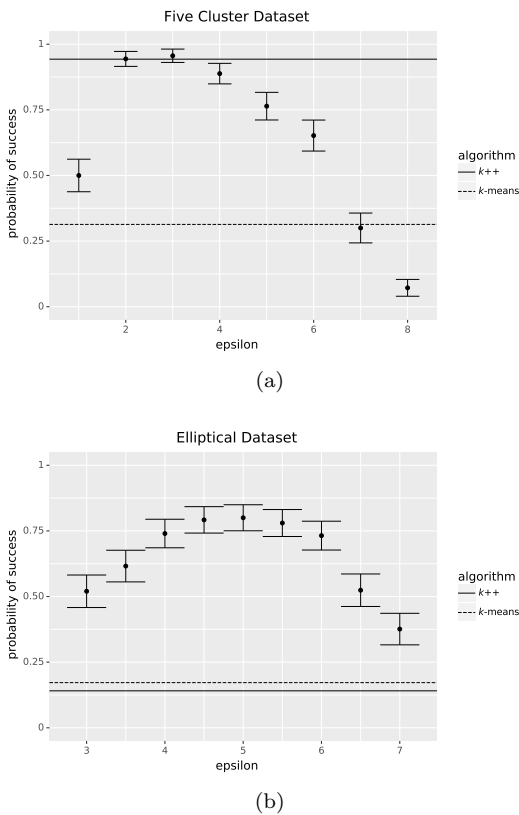 Five Cluster Dataset
1
0.75
0.50
0.25
0
probability of success
2
4
6
8
epsilon
algorithm
k++
k-means
(a)
Elliptical Dataset
1
0.75
0.50
0.25
0
probability of success
3
4
5
6
7
epsilon
algorithm
k++
k-means
(b)